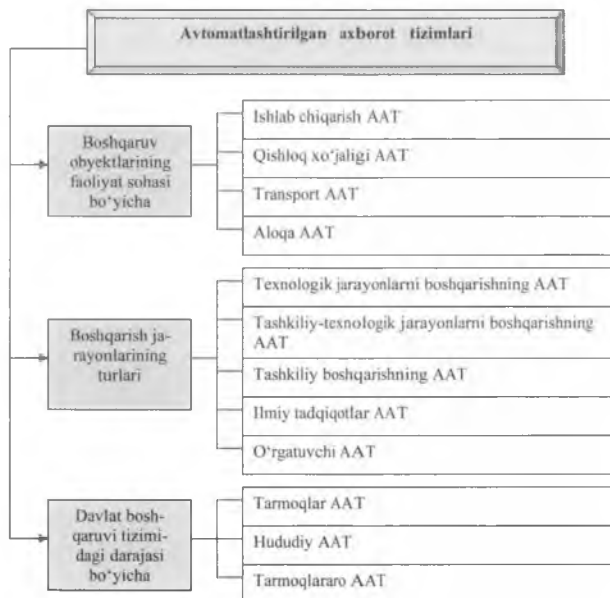 Avtomatlashtirilgan axborot tizimlari
Boshqaruv
obyektlarining
faoliyat sohasi
bo‘yicha
Ishlab chiqarish AAT
Qishloq xo‘jaligi AAT
Transport AAT
Aloqa AAT
Boshqarish ja-
rayonlarining
turlari
Texnologik jarayonlarni boshqarishning AAT
Tashkiliy-texnologik jarayonlarni boshqarishning
AAT
Tashkiliy boshqarishning AAT
Ilmiy tadqiqotlar AAT
O‘rgatuvchi AAT
Davlat bosh-
qaruvi tizimi-
dagi darajasi
bo‘yicha
Tarmoqlar AAT
Hududiy AAT
Tarmoqlararo AAT